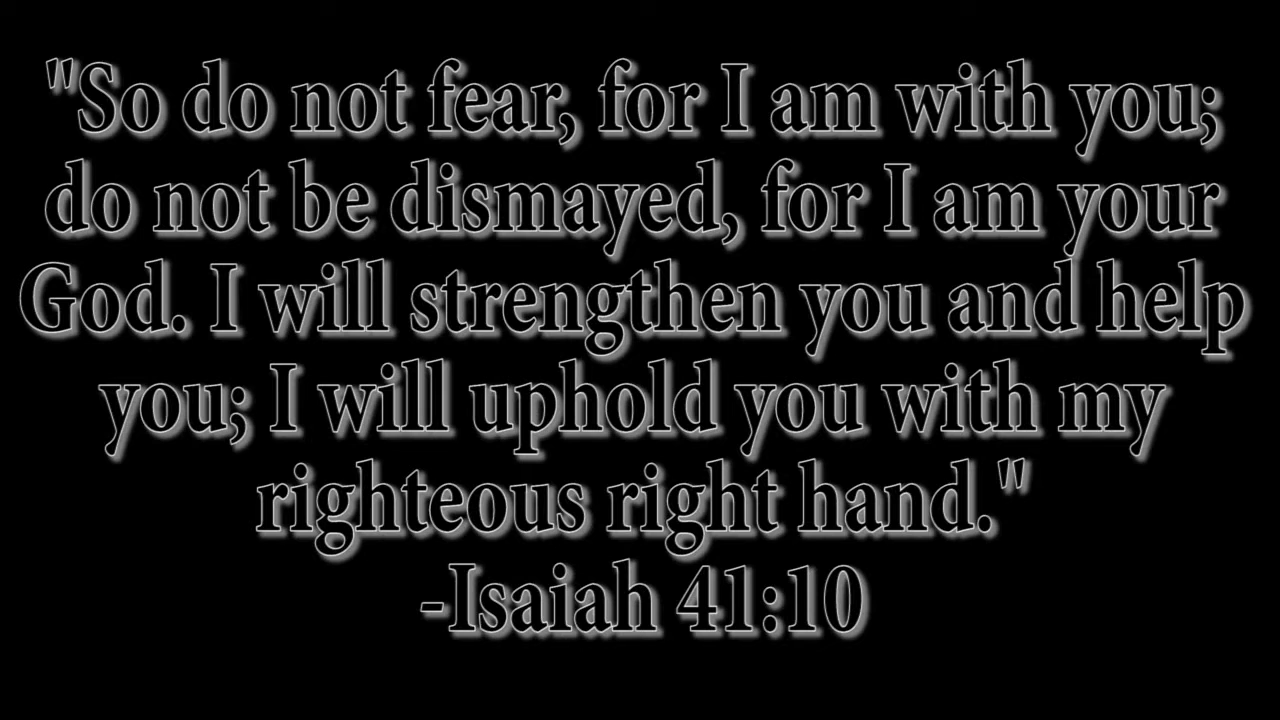 "So do not fear, for I am with you;
do not be dismayed, for I am your
God. I will strengthen you and help
you; I will uphold you with my
righteous right hand."
-Isaiah 41:10